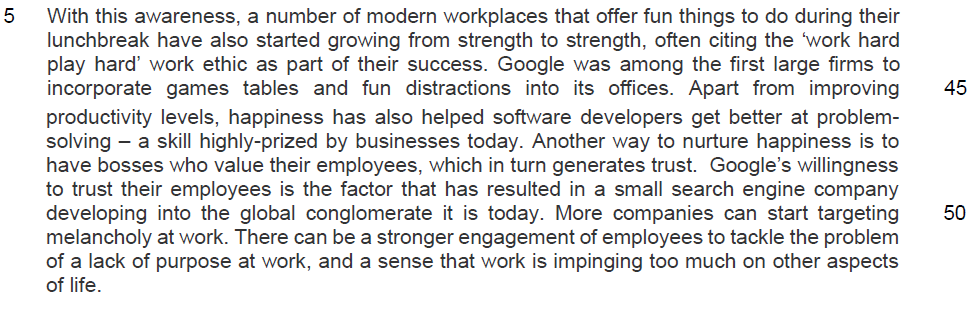 5 With this awareness, a number of modern workplaces that offer fun things to do during their
lunchbreak have also started growing from strength to strength, often citing the ‘work hard
play hard’ work ethic as part of their success. Google was among the first large firms to
incorporate games tables and fun distractions into its offices. Apart from improving 45
productivity levels, happiness has also helped software developers get better at problem-
solving – a skill highly-prized by businesses today. Another way to nurture happiness is to
have bosses who value their employees, which in turn generates trust.  Google’s willingness
to trust their employees is the factor that has resulted in a small search engine company
developing into the global conglomerate it is today. More companies can start targeting 50
melancholy at work. There can be a stronger engagement of employees to tackle the problem
of a lack of purpose at work, and a sense that work is impinging too much on other aspects
of life.